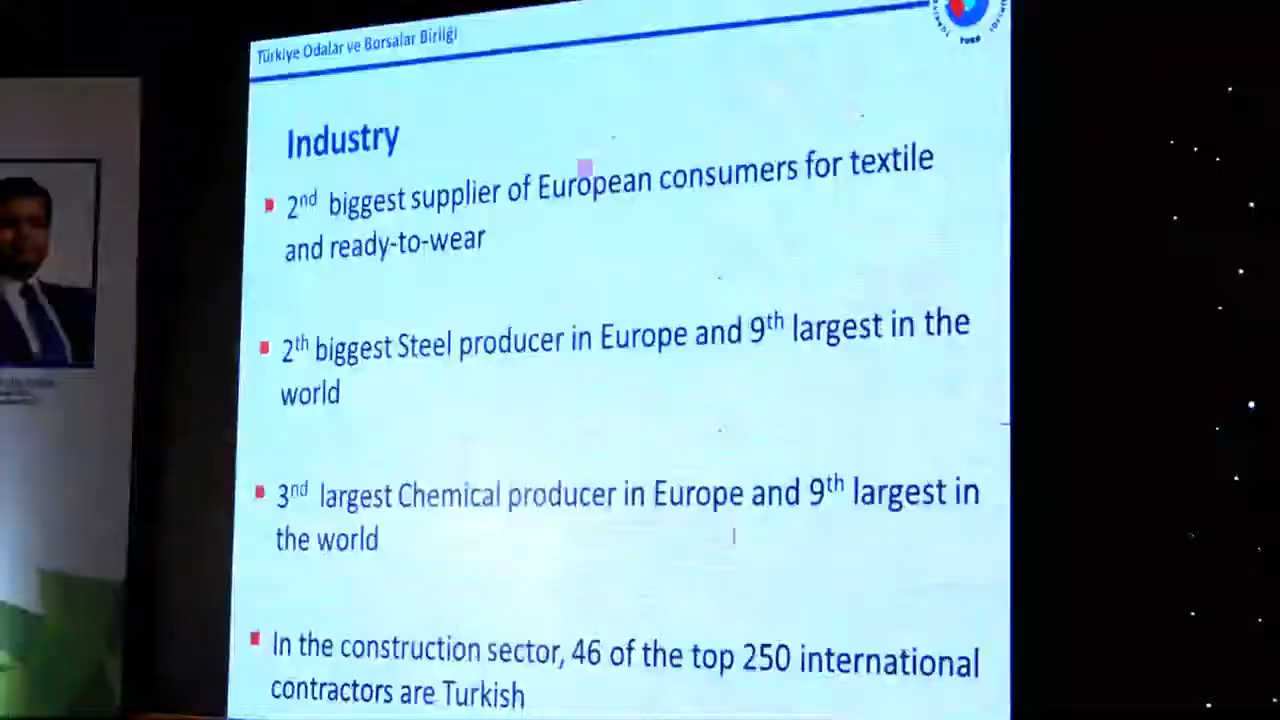 Türkiye Odalar ve Borsalar Birliği
Industry
2nd biggest supplier of European consumers for textile
and ready-to-wear
2th biggest Steel producer in Europe and 9th largest in the
world
3nd largest Chemical producer in Europe and 9th largest in
the world
In the construction sector, 46 of the top 250 international
contractors are Turkish